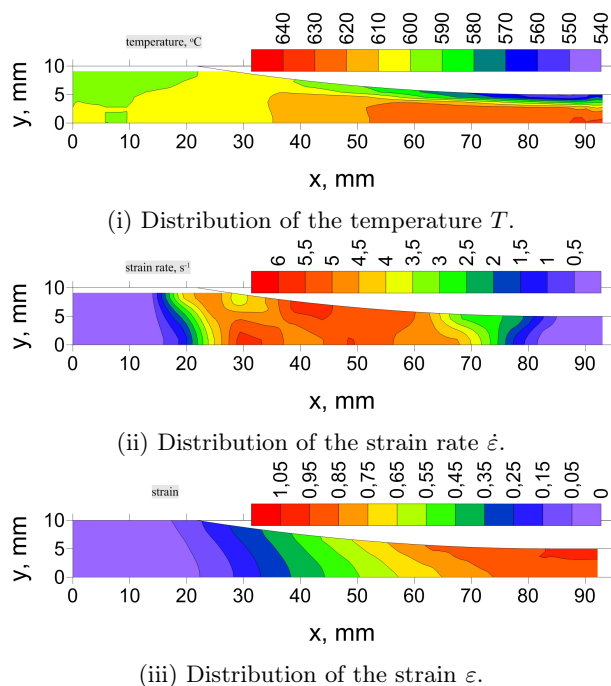 temperature, °C
640 630 620 610 600 590 580 570 560 550 540
y, mm
10
5
0
0 10 20 30 40 50 60 70 80 90
x, mm
(i) Distribution of the temperature T.
strain rate, s⁻¹
6 5,5 5 4,5 4 3,5 3 2,5 2 1,5 1 0,5
y, mm
10
5
0
0 10 20 30 40 50 60 70 80 90
x, mm
(ii) Distribution of the strain rate ε̇.
strain
1,05 0,95 0,85 0,75 0,65 0,55 0,45 0,35 0,25 0,15 0,05 0
y, mm
10
5
0
0 10 20 30 40 50 60 70 80 90
x, mm
(iii) Distribution of the strain ε.